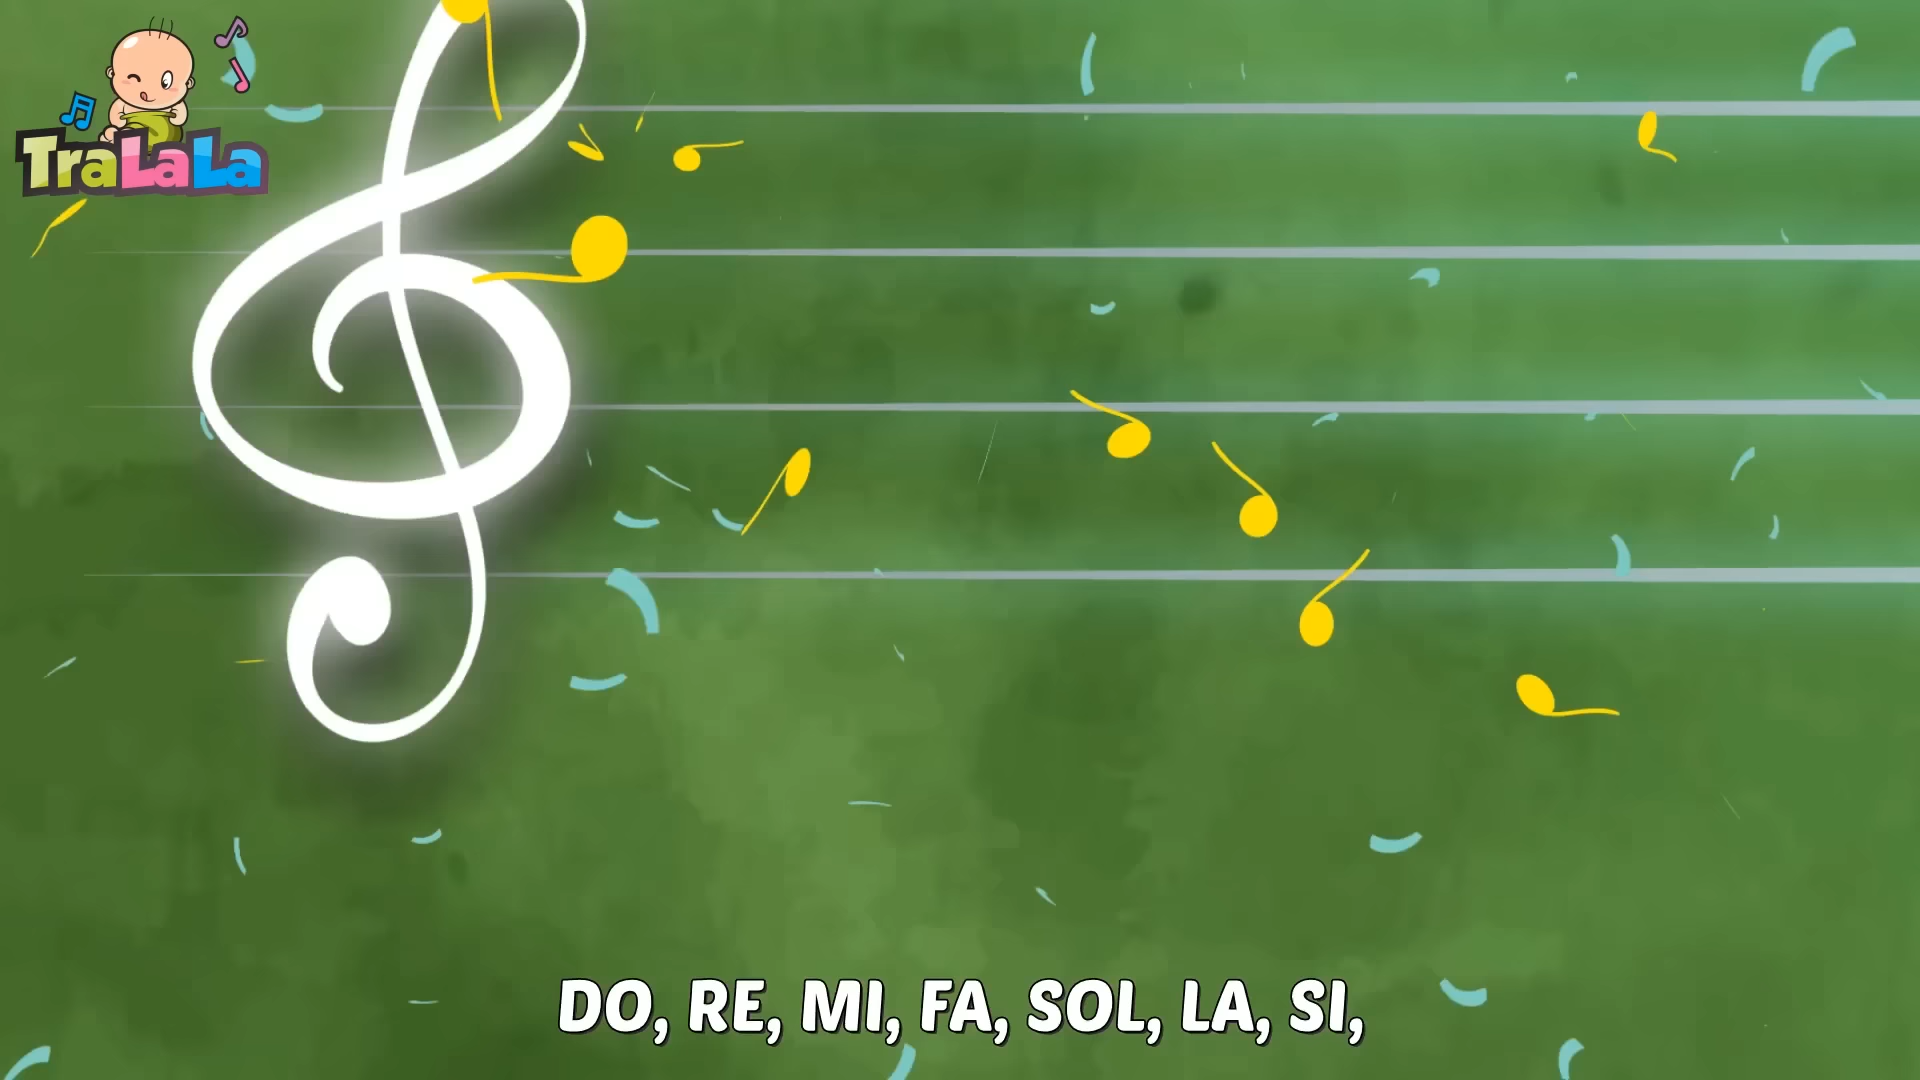 TraLaLa
DO, RE, MI, FA, SOL, LA, SI,